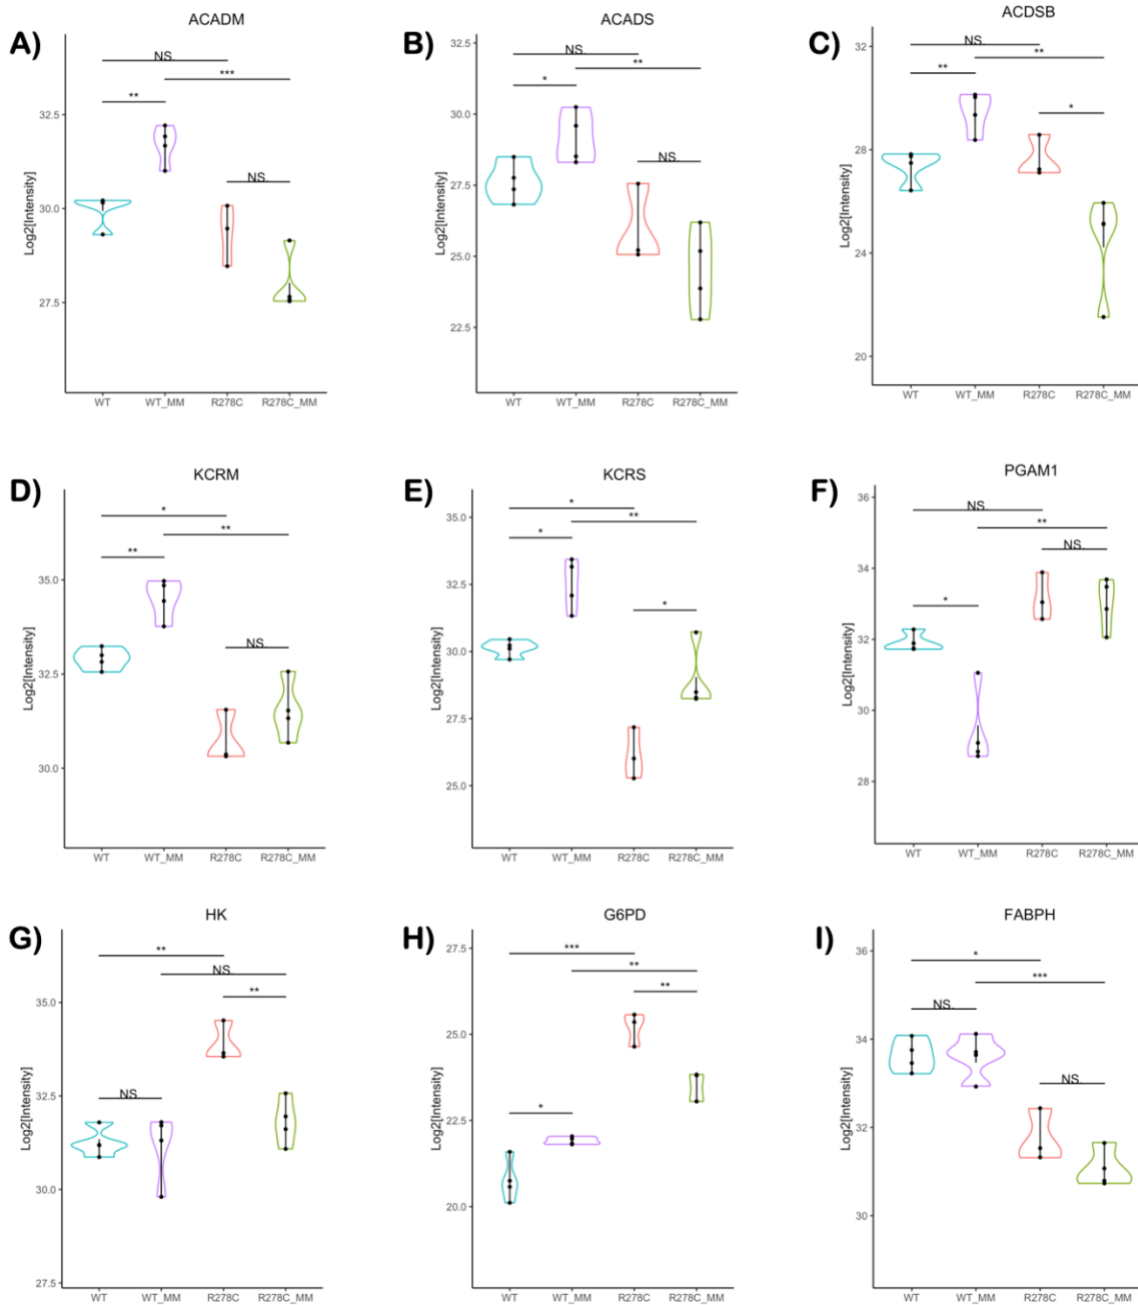 A)
ACADM
NS.
***
**
NS.
32.5
30.0
27.5
Log2[Intensity]
WT WT_MM R278C R278C_MM
B)
ACADS
NS.
**
*
NS.
32.5
30.0
27.5
25.0
22.5
Log2[Intensity]
WT WT_MM R278C R278C_MM
C)
ACDSB
NS.
**
**
*
32
28
24
20
Log2[Intensity]
WT WT_MM R278C R278C_MM
D)
KCRM
*
**
**
NS.
35.0
32.5
30.0
Log2[Intensity]
WT WT_MM R278C R278C_MM
E)
KCRS
*
**
*
*
35.0
32.5
30.0
27.5
25.0
Log2[Intensity]
WT WT_MM R278C R278C_MM
F)
PGAM1
NS.
**
NS.
*
36
34
32
30
28
Log2[Intensity]
WT WT_MM R278C R278C_MM
G)
HK
**
NS.
**
NS.
35.0
32.5
30.0
27.5
Log2[Intensity]
WT WT_MM R278C R278C_MM
H)
G6PD
***
**
**
*
27.5
25.0
22.5
20.0
Log2[Intensity]
WT WT_MM R278C R278C_MM
I)
FABPH
*
***
NS.
NS.
36
34
32
30
Log2[Intensity]
WT WT_MM R278C R278C_MM